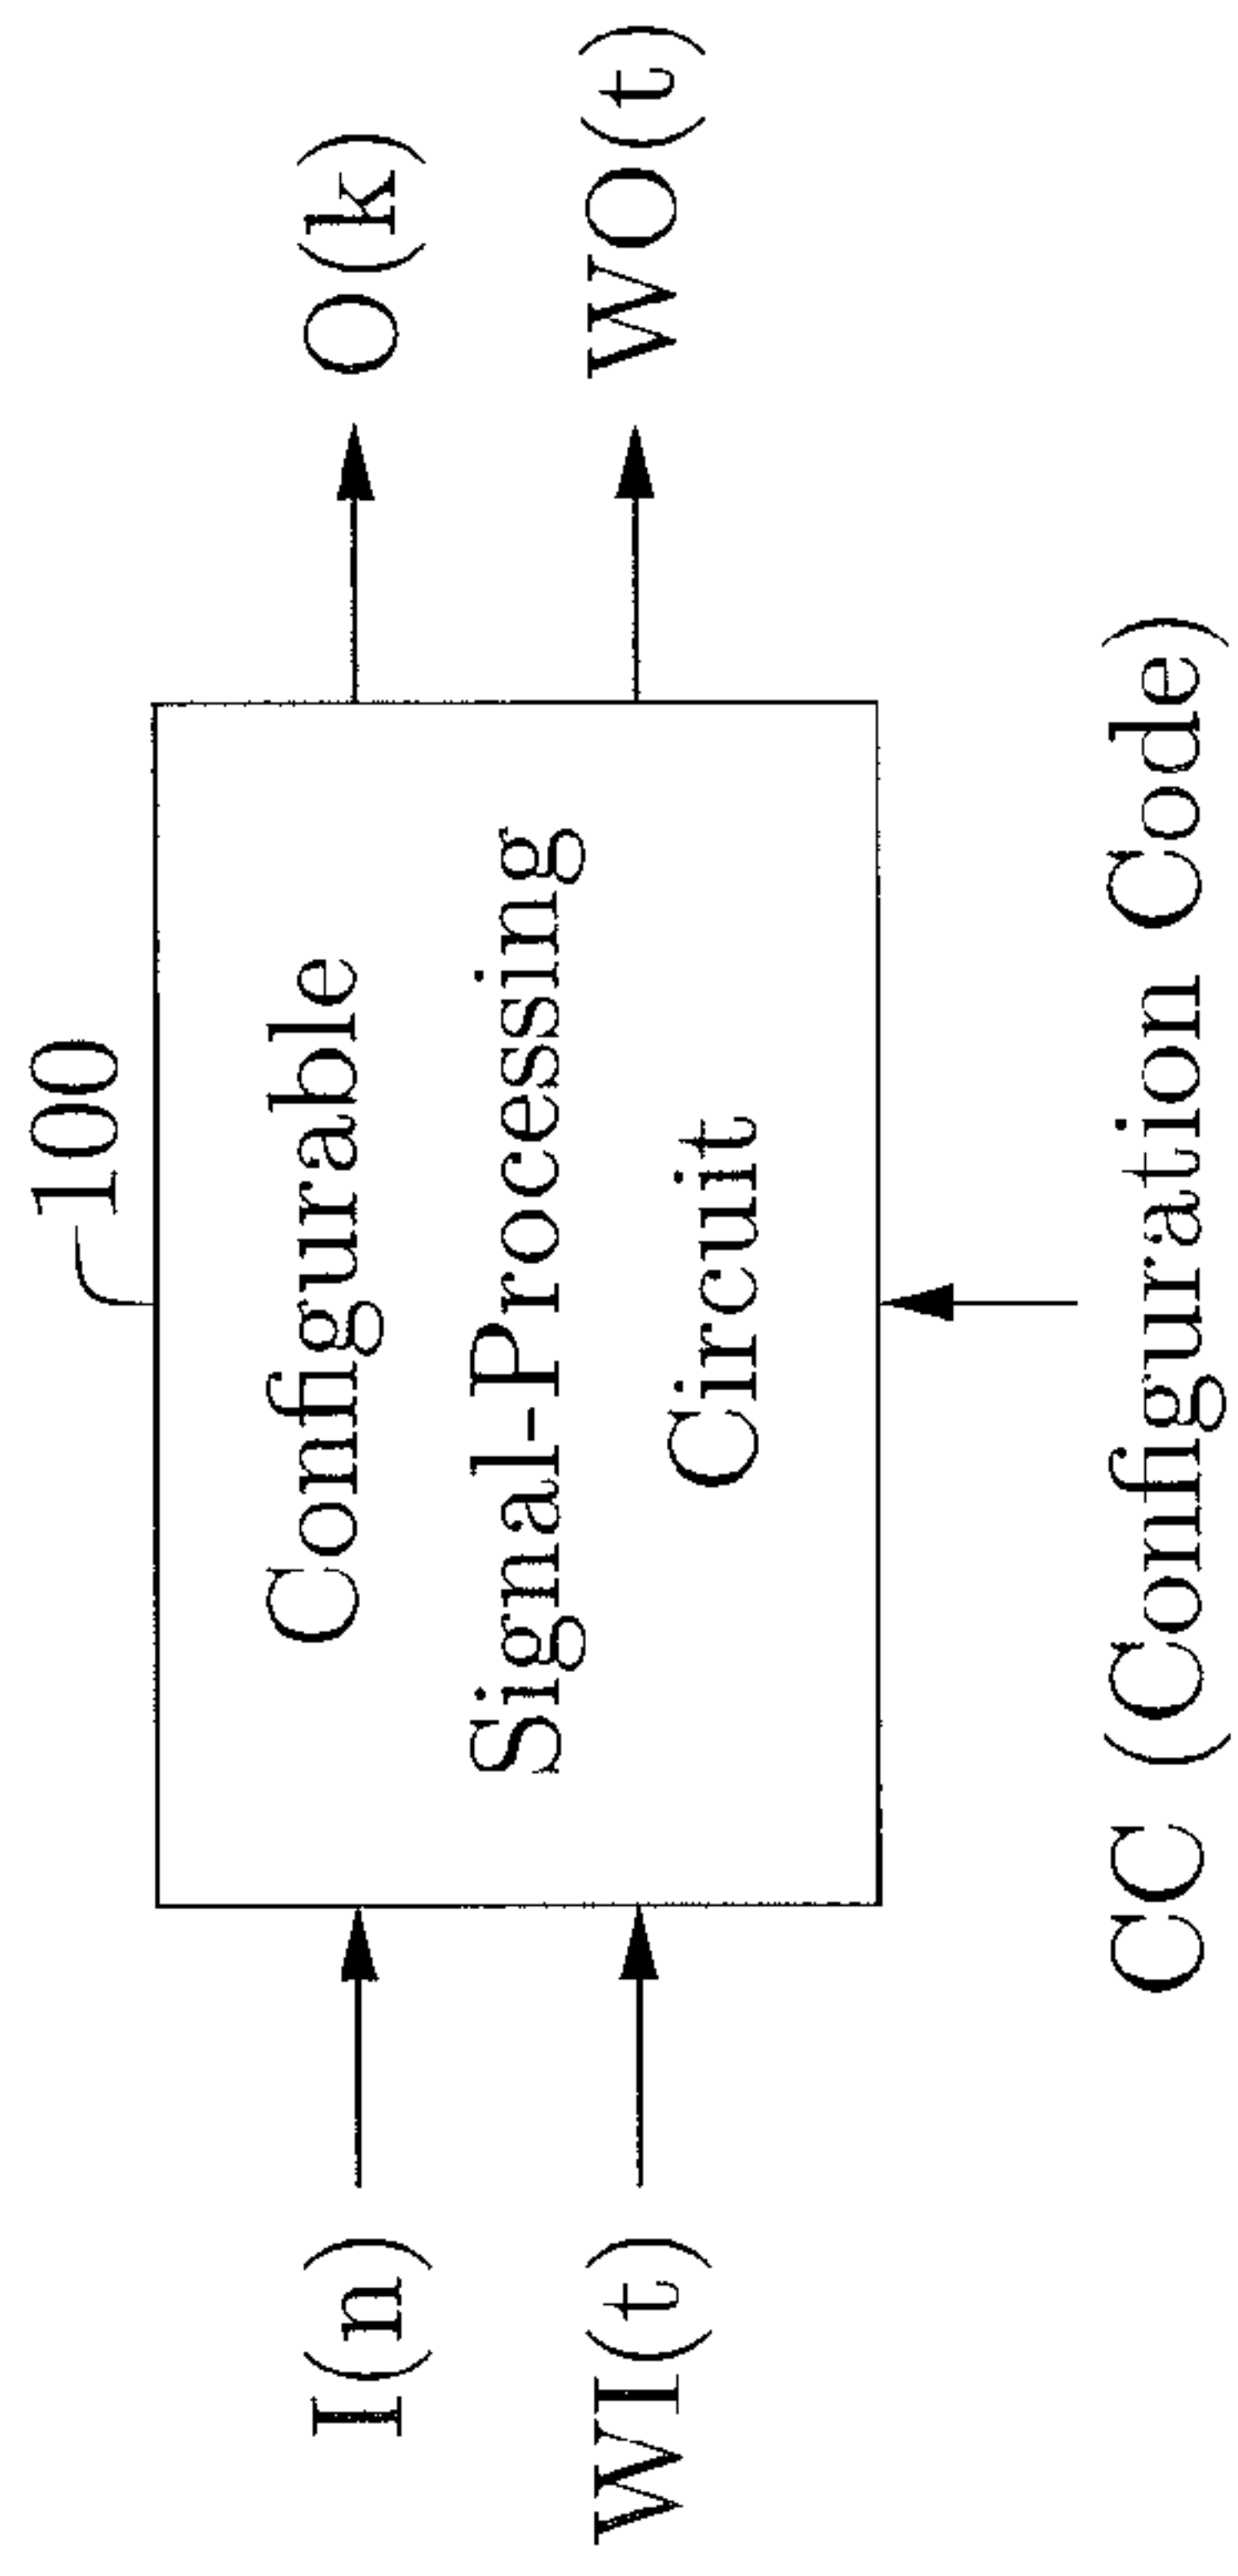 100
I(n)
Configurable
O(k)
Signal-Processing
WI(t)
Circuit
WO(t)
CC (Configuration Code)